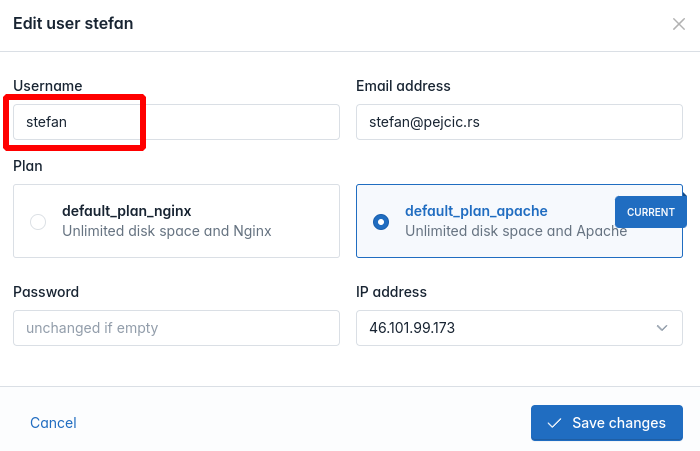 Edit user stefan
Username
Email address
stefan
stefan@pejcic.rs
Plan
default_plan_nginx
Unlimited disk space and Nginx
default_plan_apache
Unlimited disk space and Apache
CURRENT
Password
IP address
unchanged if empty
46.101.99.173
Cancel
Save changes